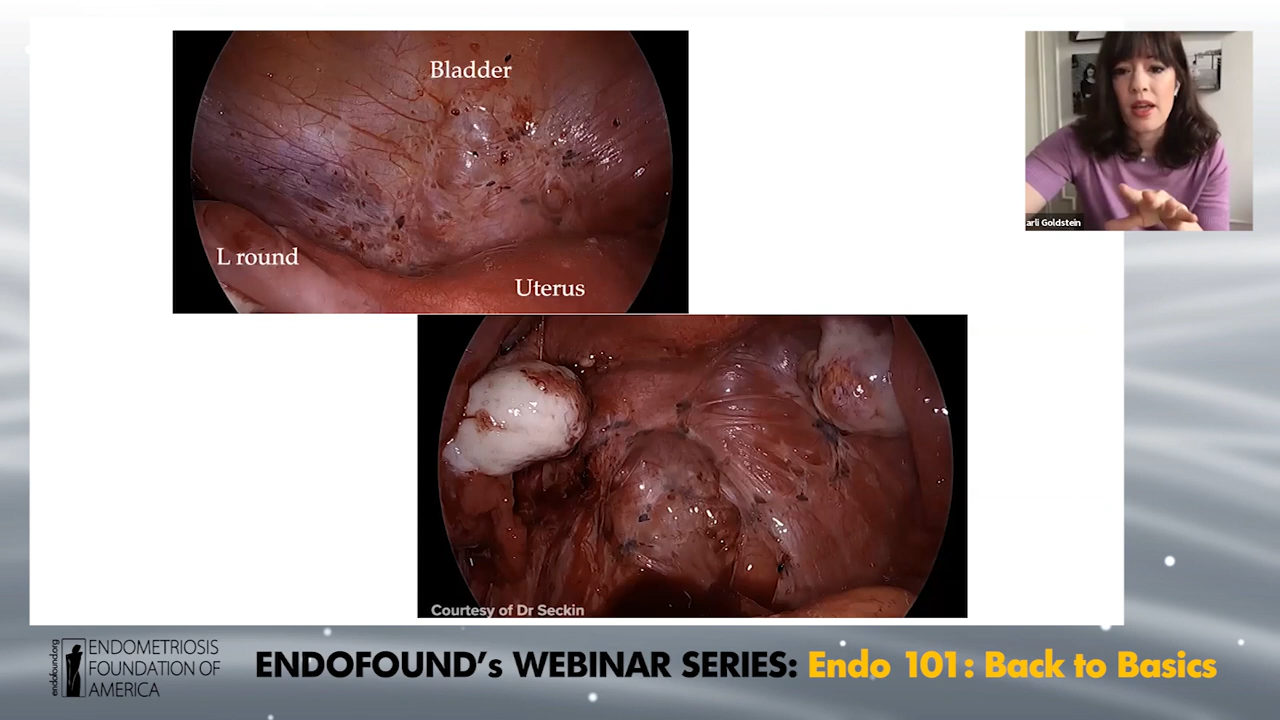 Bladder
L round
Uterus
arli Goldstein
Courtesy of Dr Seckin
endofound.org
ENDOMETRIOSIS
FOUNDATION OF
AMERICA
ENDOFOUND's WEBINAR SERIES: Endo 101: Back to Basics